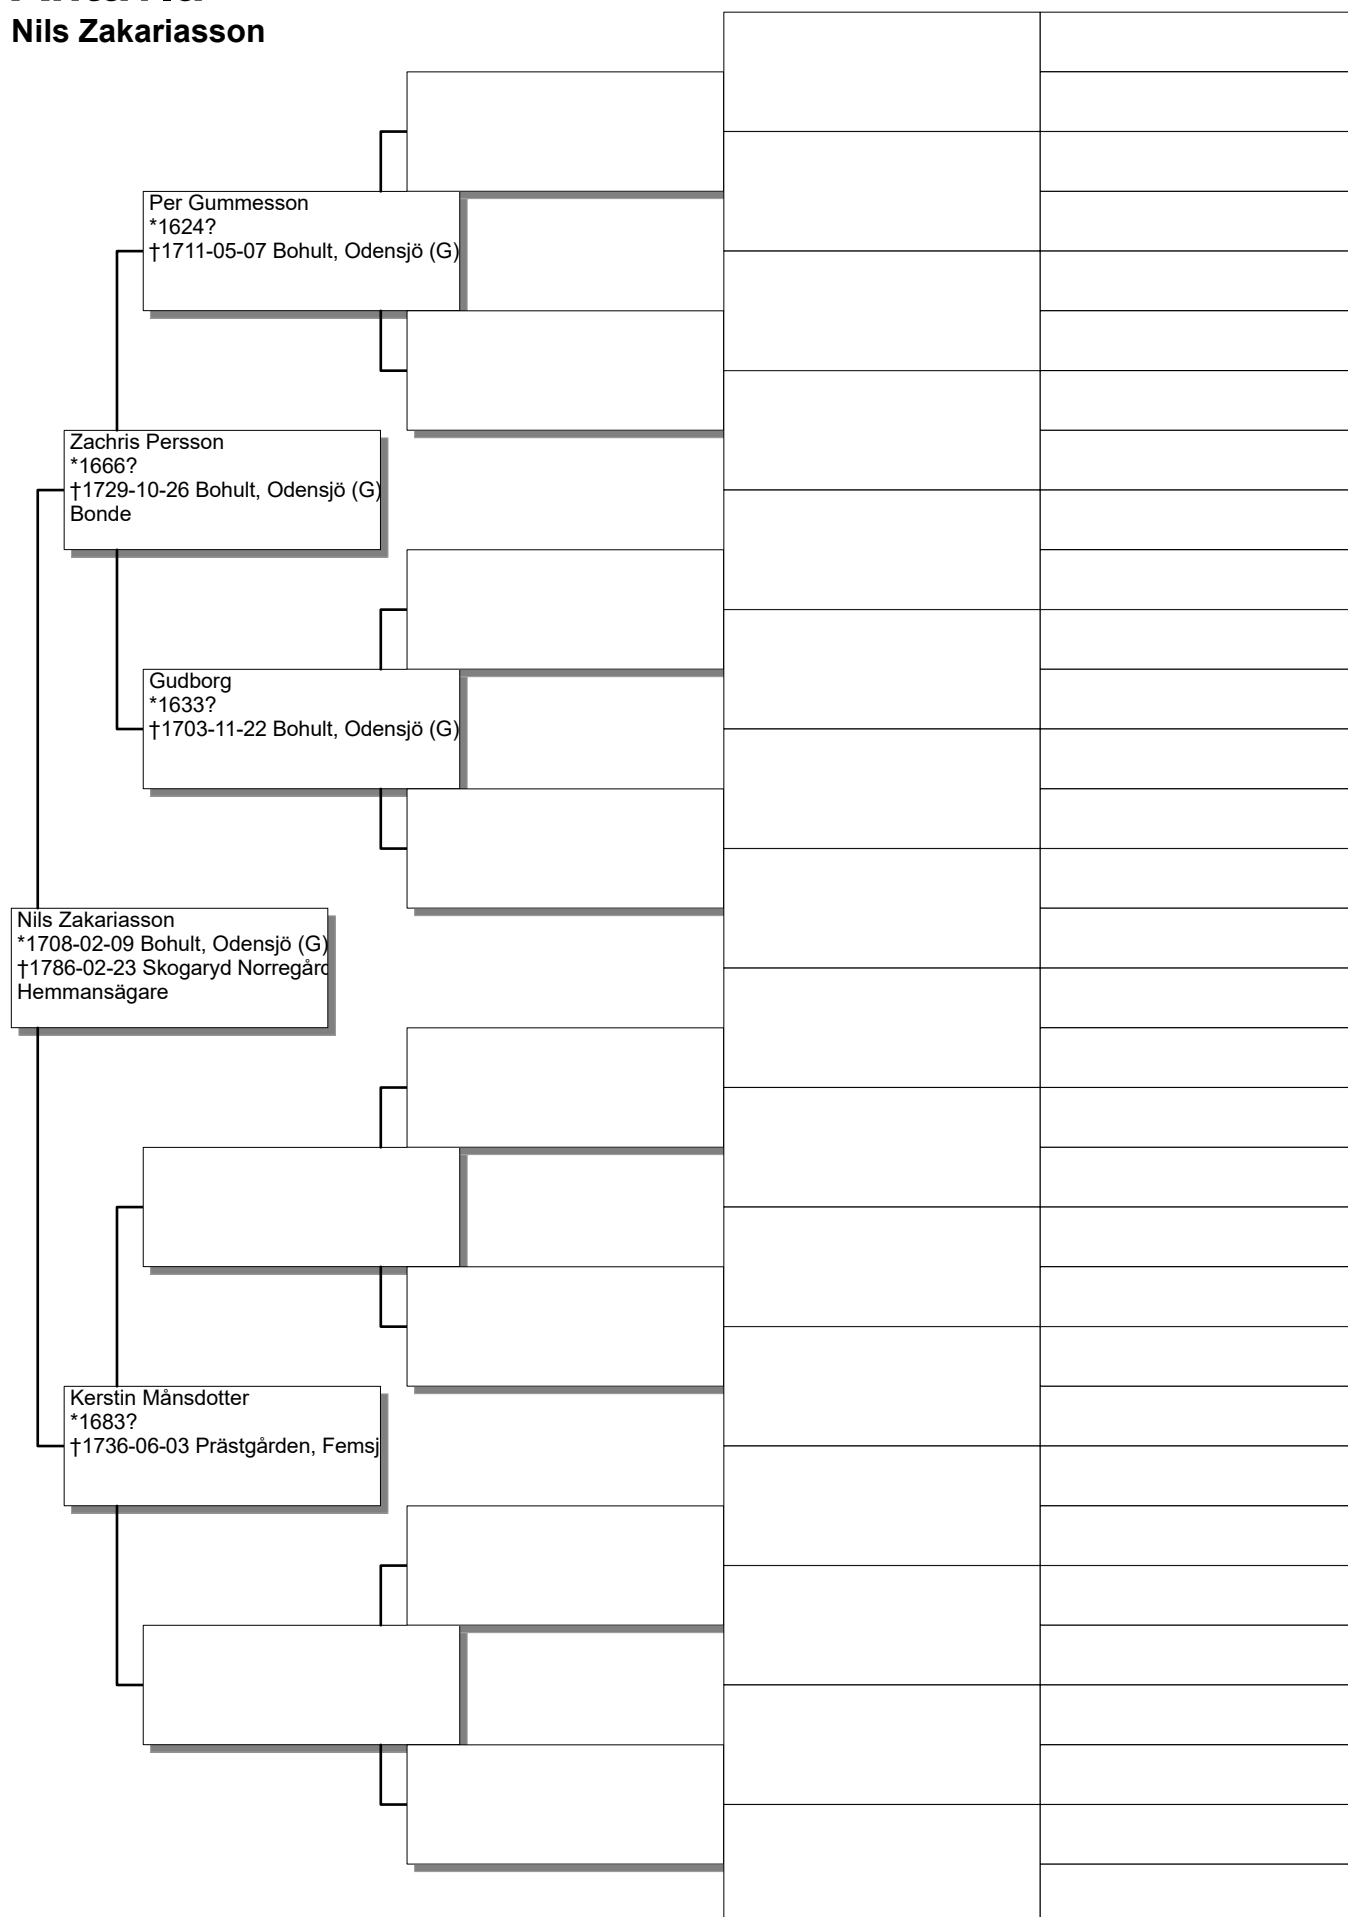 Nils Zakariasson
Per Gummesson
*1624?
†1711-05-07 Bohult, Odensjö (G)
Zachris Persson
*1666?
†1729-10-26 Bohult, Odensjö (G)
Bonde
Gudborg
*1633?
†1703-11-22 Bohult, Odensjö (G)
Nils Zakariasson
*1708-02-09 Bohult, Odensjö (G)
†1786-02-23 Skogaryd Norregård
Hemmansägare
Kerstin Månsdotter
*1683?
†1736-06-03 Prästgården, Femsj